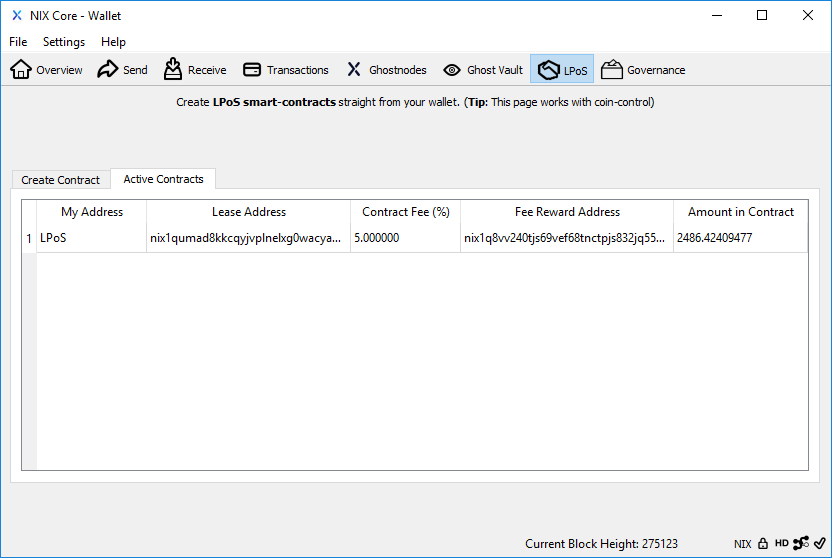 NIX Core - Wallet
File Settings Help
Overview Send Receive Transactions Ghostnodes Ghost Vault LPoS Governance
Create LPoS smart-contracts straight from your wallet. (Tip: This page works with coin-control)
Create Contract Active Contracts
My Address Lease Address Contract Fee (%) Fee Reward Address Amount in Contract
1 LPoS nix1qumad8kkcqyjvplnelxg0wacya... 5.000000 nix1q8vv240tjs69vef68tnctpjs832jq55... 2486.42409477
Current Block Height: 275123 NIX HD